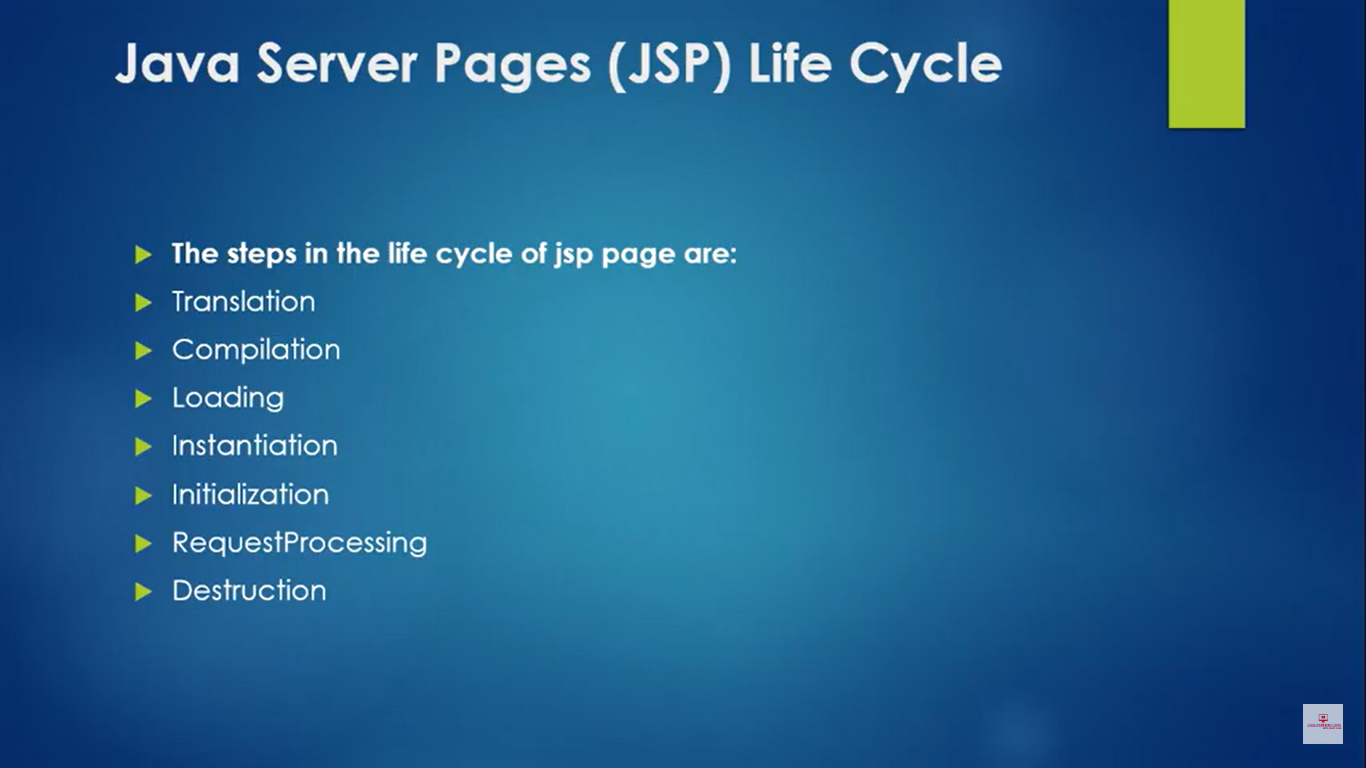 Java Server Pages (JSP) Life Cycle
The steps in the life cycle of jsp page are:
Translation
Compilation
Loading
Instantiation
Initialization
RequestProcessing
Destruction